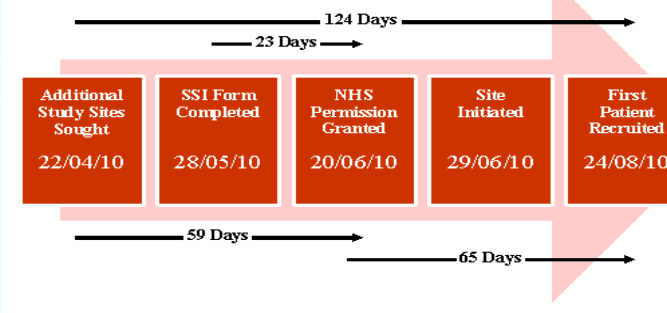 124 Days
23 Days
Additional
Study Sites
Sought
22/04/10
SSI Form
Completed
28/05/10
NHS
Permission
Granted
20/06/10
Site
Initiated
29/06/10
First
Patient
Recruited
24/08/10
59 Days
65 Days